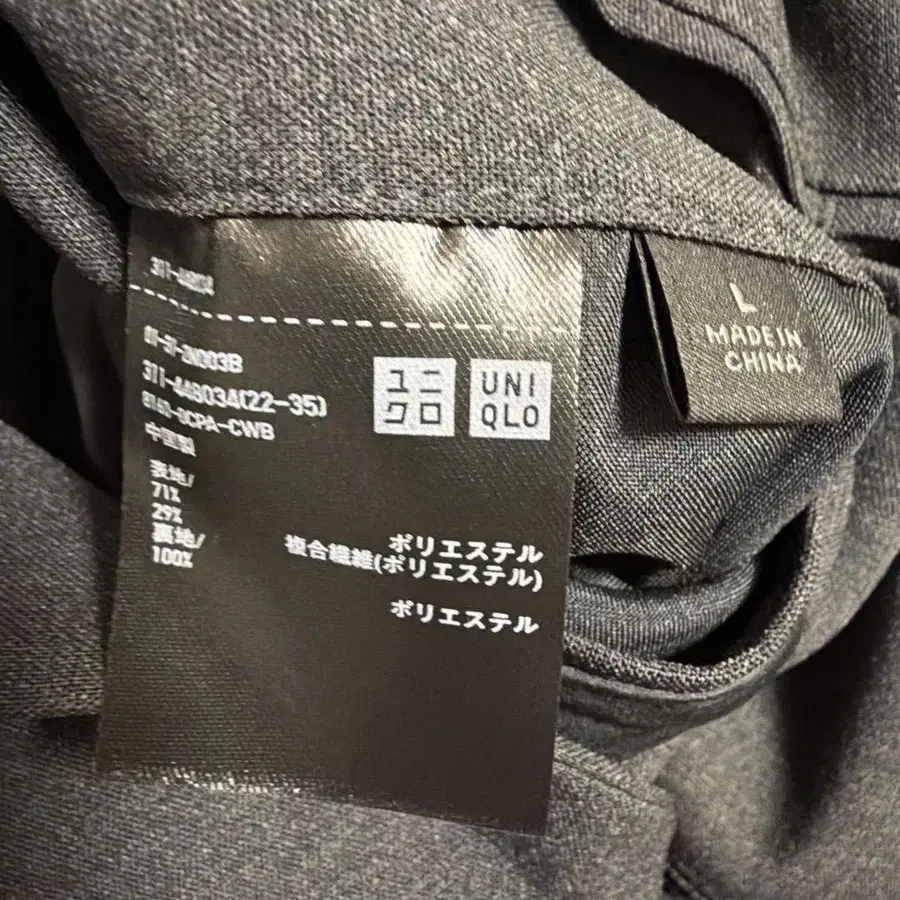 ユニ
クロ
UNI
QLO
L
MADE IN
CHINA
371-449034(22-35)
中国製
表地/
71% ポリエステル
29% 複合繊維(ポリエステル)
裏地/
100% ポリエステル